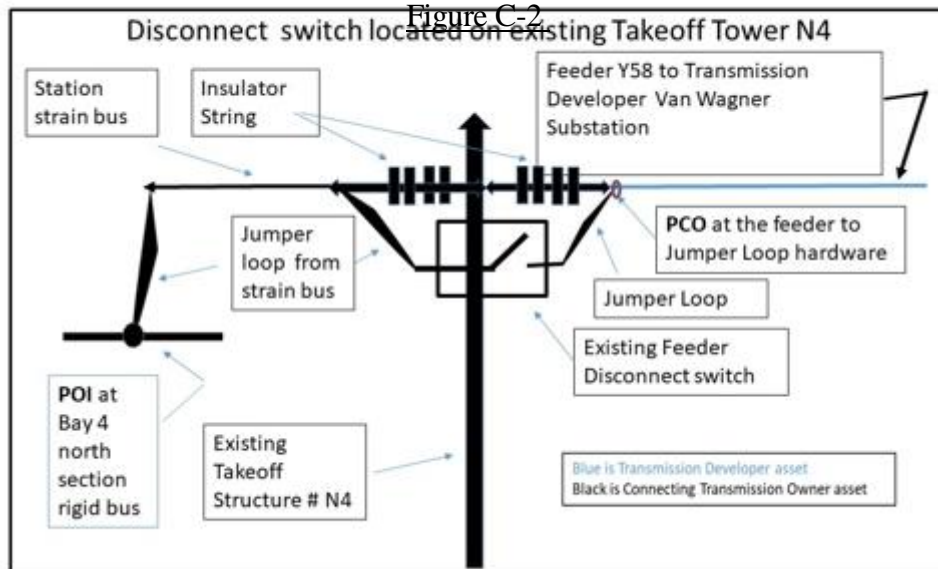 Figure C-2
Disconnect switch located on existing Takeoff Tower N4
Station
strain bus
Insulator
String
Feeder Y58 to Transmission
Developer Van Wagner
Substation
Jumper
loop from
strain bus
PCO at the feeder to
Jumper Loop hardware
Jumper Loop
Existing Feeder
Disconnect switch
POI at
Bay 4
north
section
rigid bus
Existing
Takeoff
Structure # N4
Blue is Transmission Developer asset
Black is Connecting Transmission Owner asset